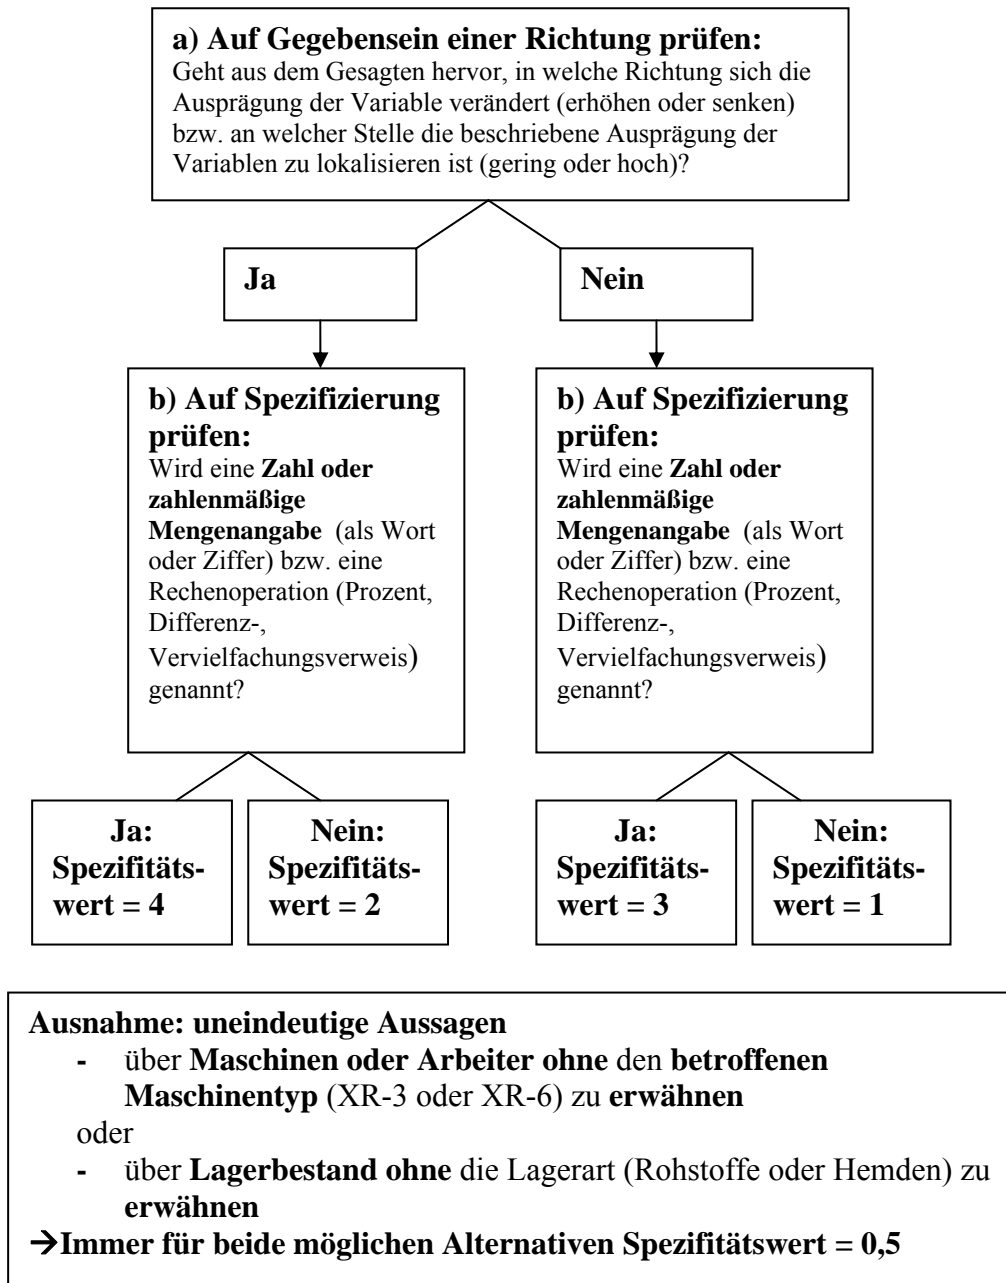 a) Auf Gegebensein einer Richtung prüfen:
Geht aus dem Gesagten hervor, in welche Richtung sich die
Ausprägung der Variable verändert (erhöhen oder senken)
bzw. an welcher Stelle die beschriebene Ausprägung der
Variablen zu lokalisieren ist (gering oder hoch)?
Ja
Nein
b) Auf Spezifizierung
prüfen:
Wird eine Zahl oder
zahlenmäßige
Mengenangabe (als Wort
oder Ziffer) bzw. eine
Rechenoperation (Prozent,
Differenz-,
Vervielfachungsverweis)
genannt?
b) Auf Spezifizierung
prüfen:
Wird eine Zahl oder
zahlenmäßige
Mengenangabe (als Wort
oder Ziffer) bzw. eine
Rechenoperation (Prozent,
Differenz-,
Vervielfachungsverweis)
genannt?
Ja:
Spezifitäts-
wert = 4
Nein:
Spezifitäts-
wert = 2
Ja:
Spezifitäts-
wert = 3
Nein:
Spezifitäts-
wert = 1
Ausnahme: uneindeutige Aussagen
- über Maschinen oder Arbeiter ohne den betroffenen
Maschinentyp (XR-3 oder XR-6) zu erwähnen
oder
- über Lagerbestand ohne die Lagerart (Rohstoffe oder Hemden) zu
erwähnen
→Immer für beide möglichen Alternativen Spezifitätswert = 0,5